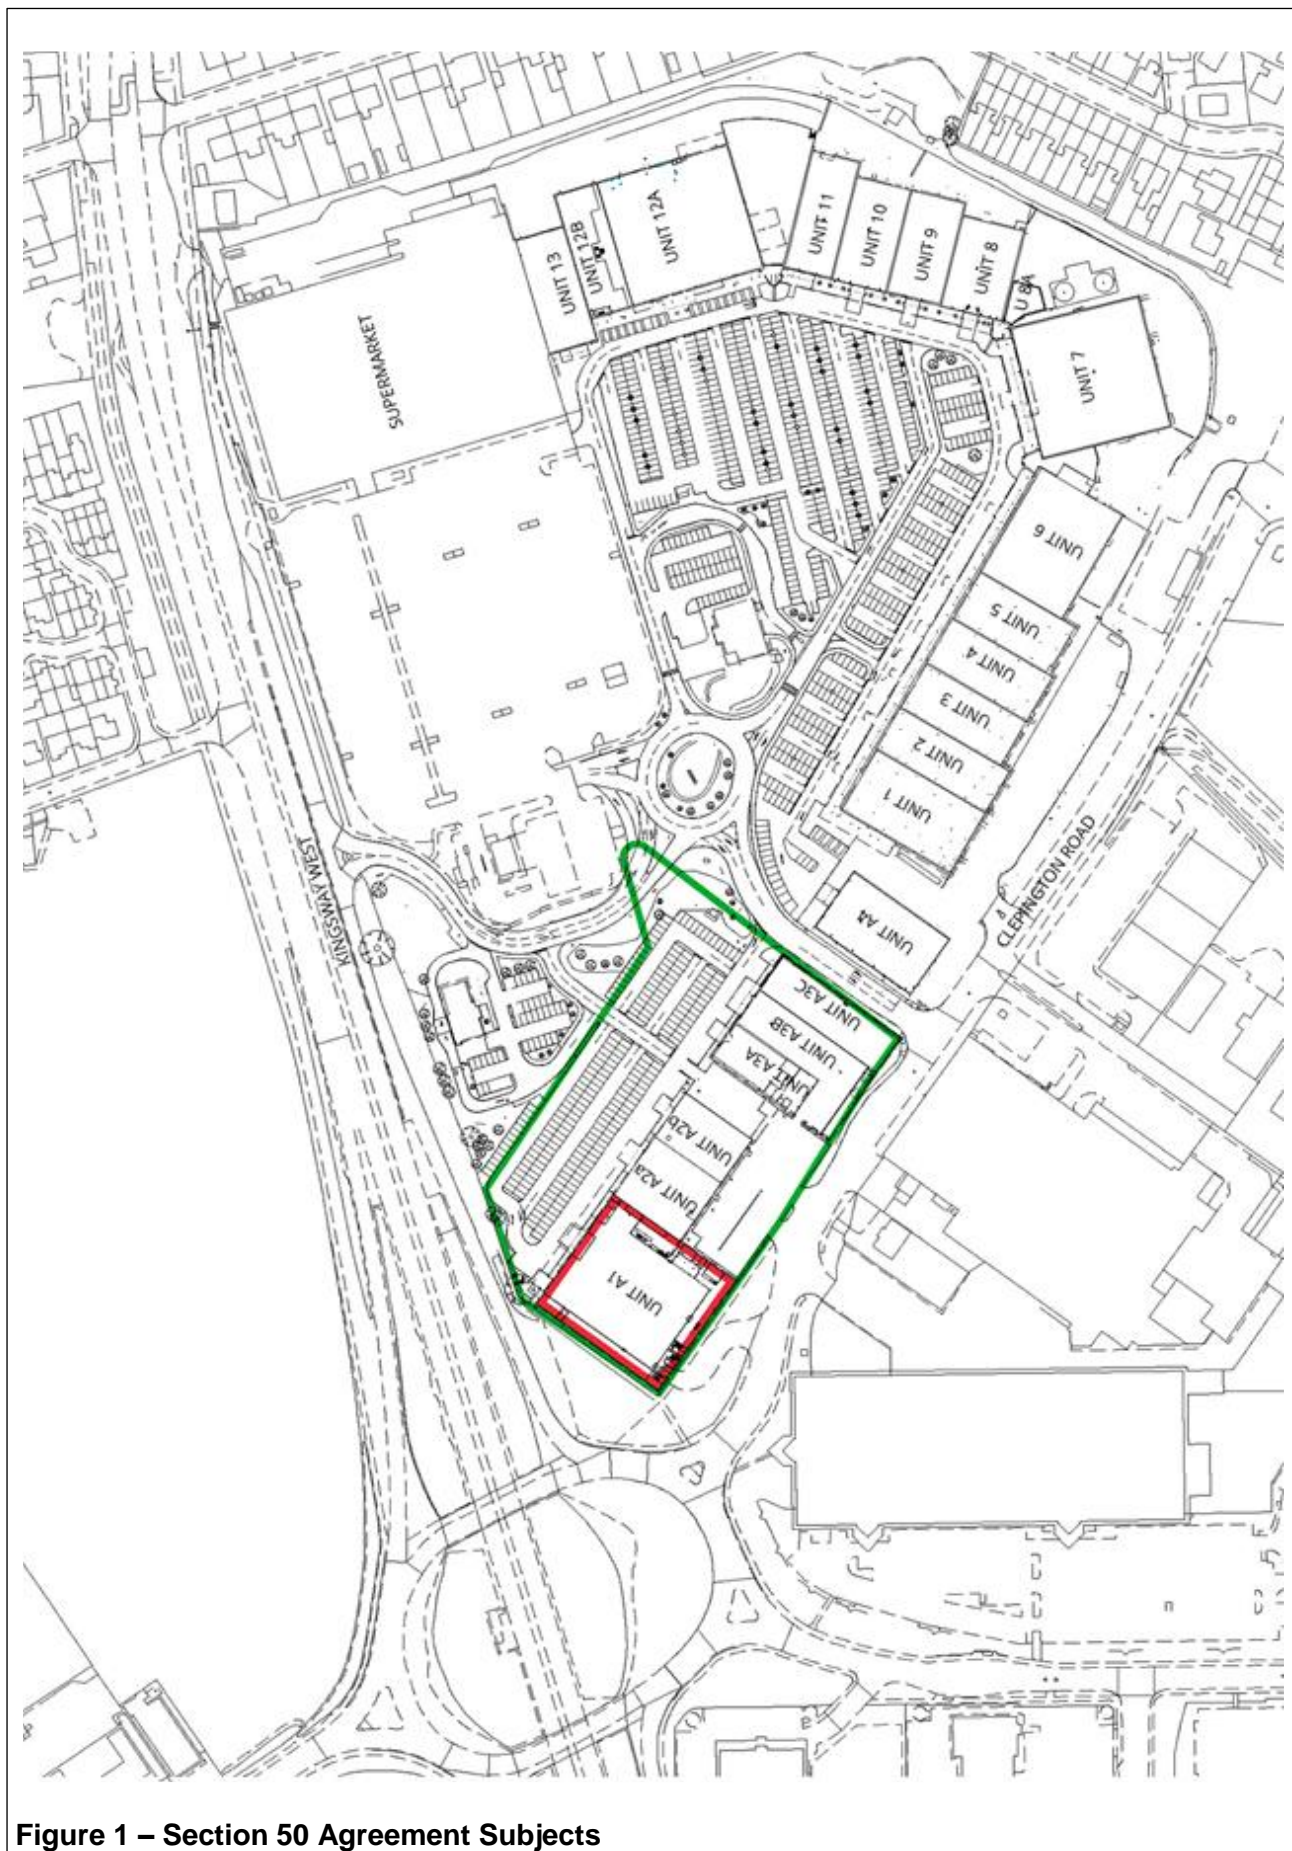 UNIT 11
UNIT 10
UNIT 9
UNIT 8
U 8A
UNIT 12A
UNIT 12B
UNIT 13
SUPERMARKET
UNIT 7
UNIT 6
UNIT 5
UNIT 4
UNIT 3
UNIT 2
UNIT 1
KINGSWAY WEST
CLEPINGTON ROAD
UNIT A4
UNIT A3C
UNIT A3B
UNIT A3A
UNIT A2b
UNIT A2a
UNIT A1
Figure 1 – Section 50 Agreement Subjects